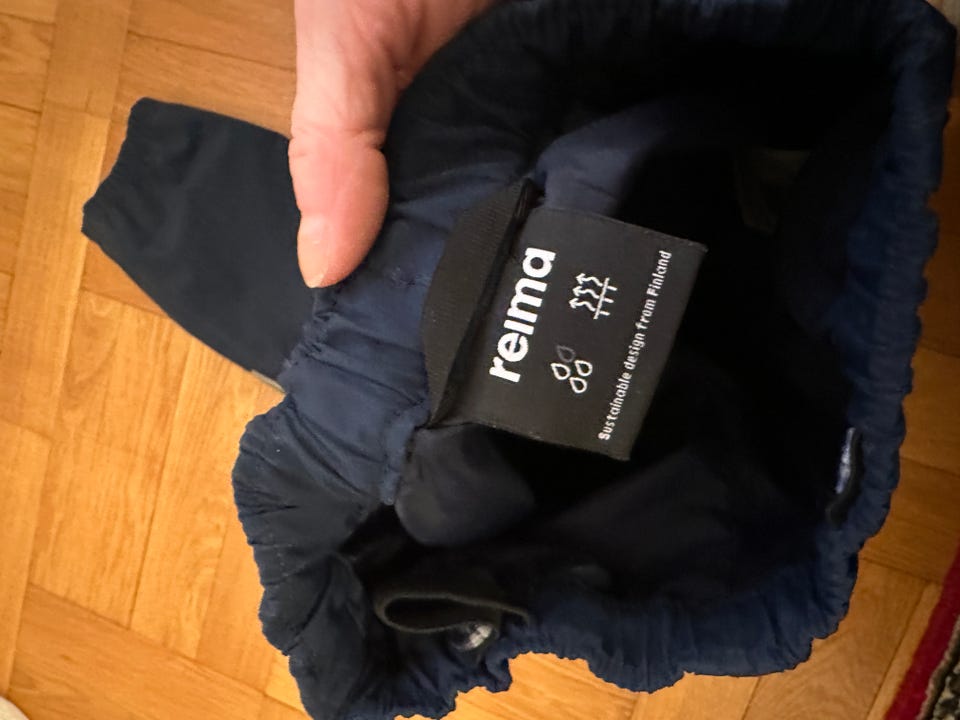 reima
Sustainable design from Finland